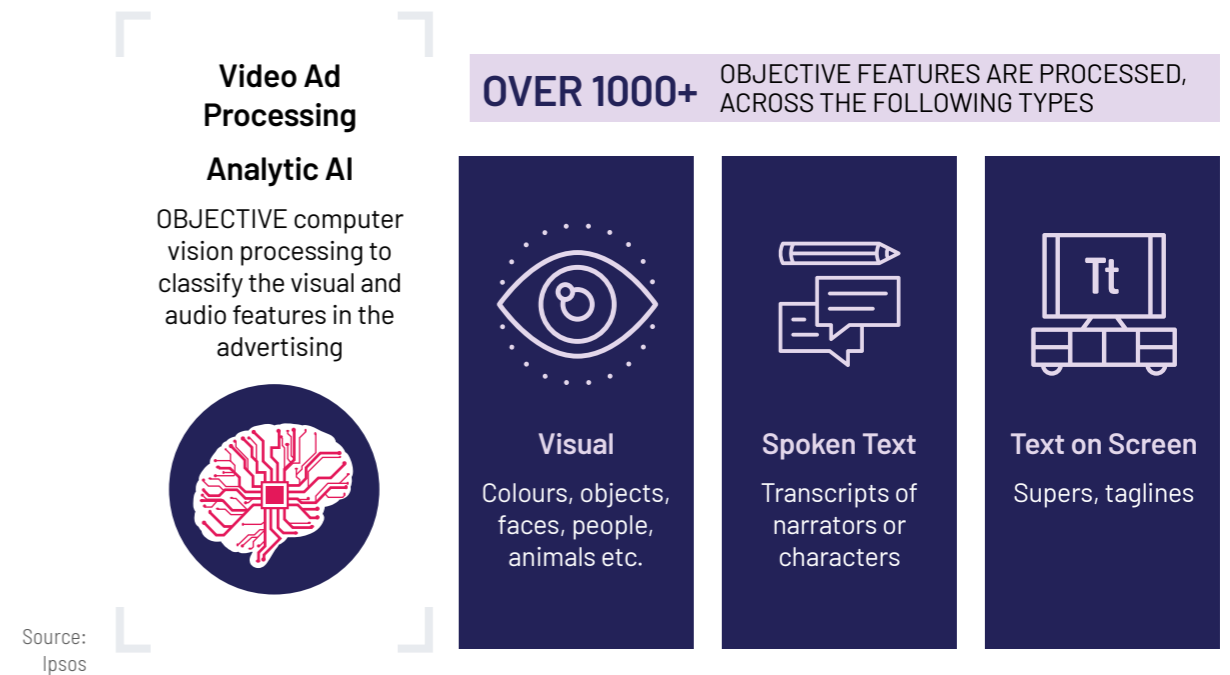 Video Ad
Processing
Analytic AI
OBJECTIVE computer
vision processing to
classify the visual and
audio features in the
advertising
OVER 1000+
OBJECTIVE FEATURES ARE PROCESSED,
ACROSS THE FOLLOWING TYPES
Visual
Colours, objects,
faces, people,
animals etc.
Spoken Text
Transcripts of
narrators or
characters
Tt
Text on Screen
Supers, taglines
Source:
Ipsos